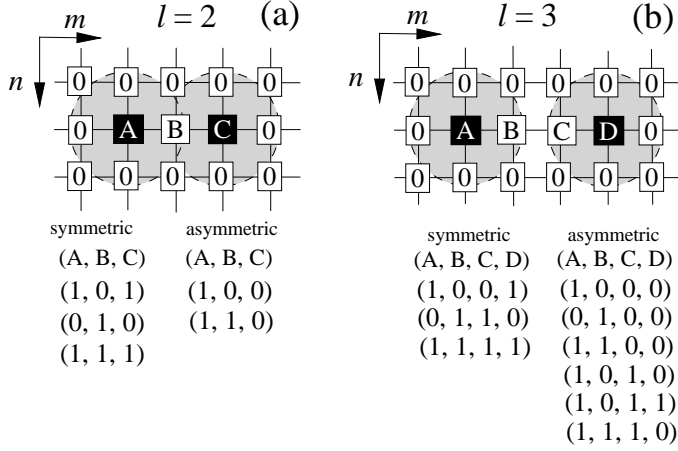 m l = 2 (a)
n
0 0 0 0 0
0 A B C 0
0 0 0 0 0
symmetric asymmetric
(A, B, C) (A, B, C)
(1, 0, 1) (1, 0, 0)
(0, 1, 0) (1, 1, 0)
(1, 1, 1)
m l = 3 (b)
n
0 0 0 0 0 0
0 A B C D 0
0 0 0 0 0 0
symmetric asymmetric
(A, B, C, D) (A, B, C, D)
(1, 0, 0, 1) (1, 0, 0, 0)
(0, 1, 1, 0) (0, 1, 0, 0)
(1, 1, 1, 1) (1, 1, 0, 0)
(1, 0, 1, 0)
(1, 0, 1, 1)
(1, 1, 1, 0)